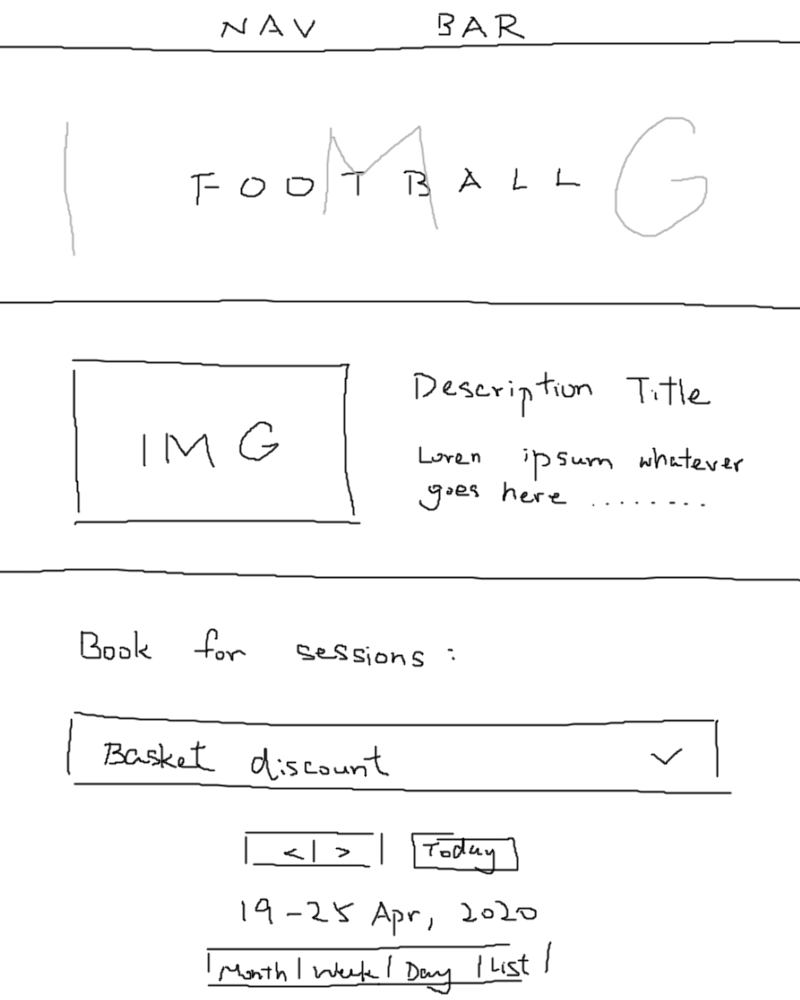 NAV BAR
IMG
FOOTBALL
IMG
Description Title
Loren ipsum whatever
goes here ........
Book for sessions:
Basket discount
< | > Today
19-25 Apr, 2020
Month | Week | Day | List